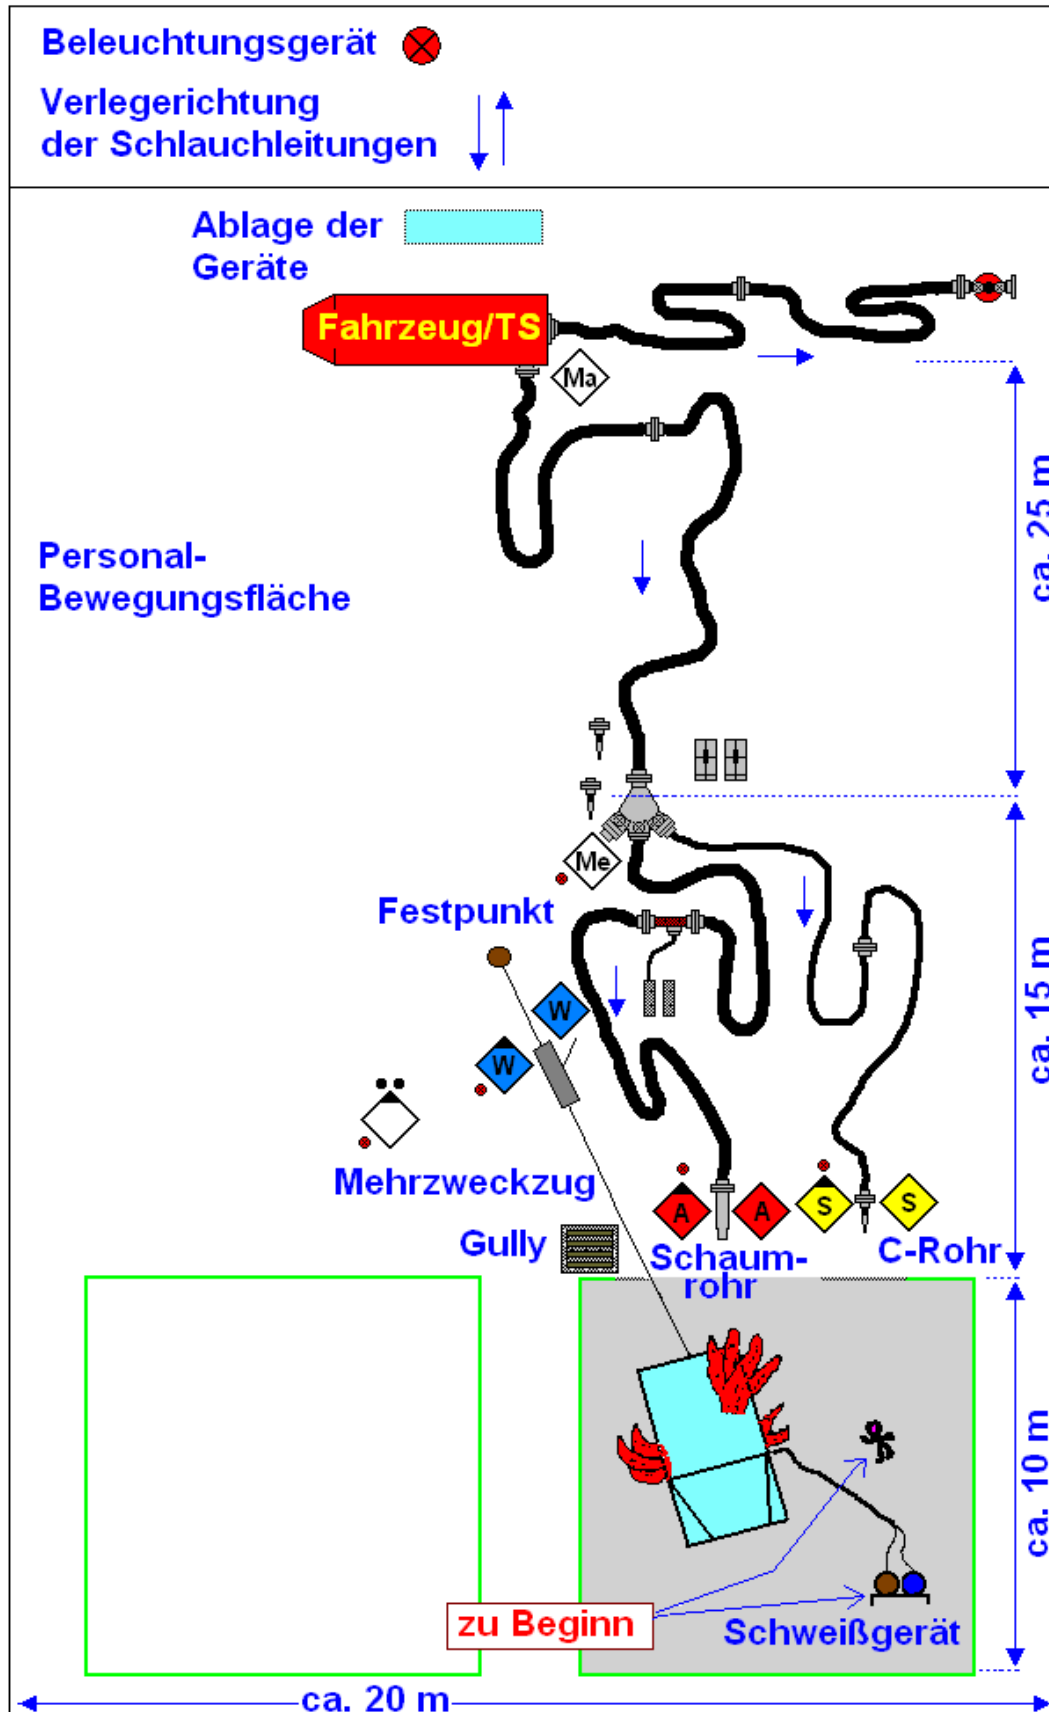 Beleuchtungsgerät
Verlegerichtung
der Schlauchleitungen
Ablage der
Geräte
Fahrzeug/TS
Ma
ca. 25 m
Personal-
Bewegungsfläche
Me
Festpunkt
W
W
ca. 15 m
Mehrzweckzug
A
A
S
S
Gully
Schaum-
rohr
C-Rohr
ca. 10 m
zu Beginn
Schweißgerät
ca. 20 m